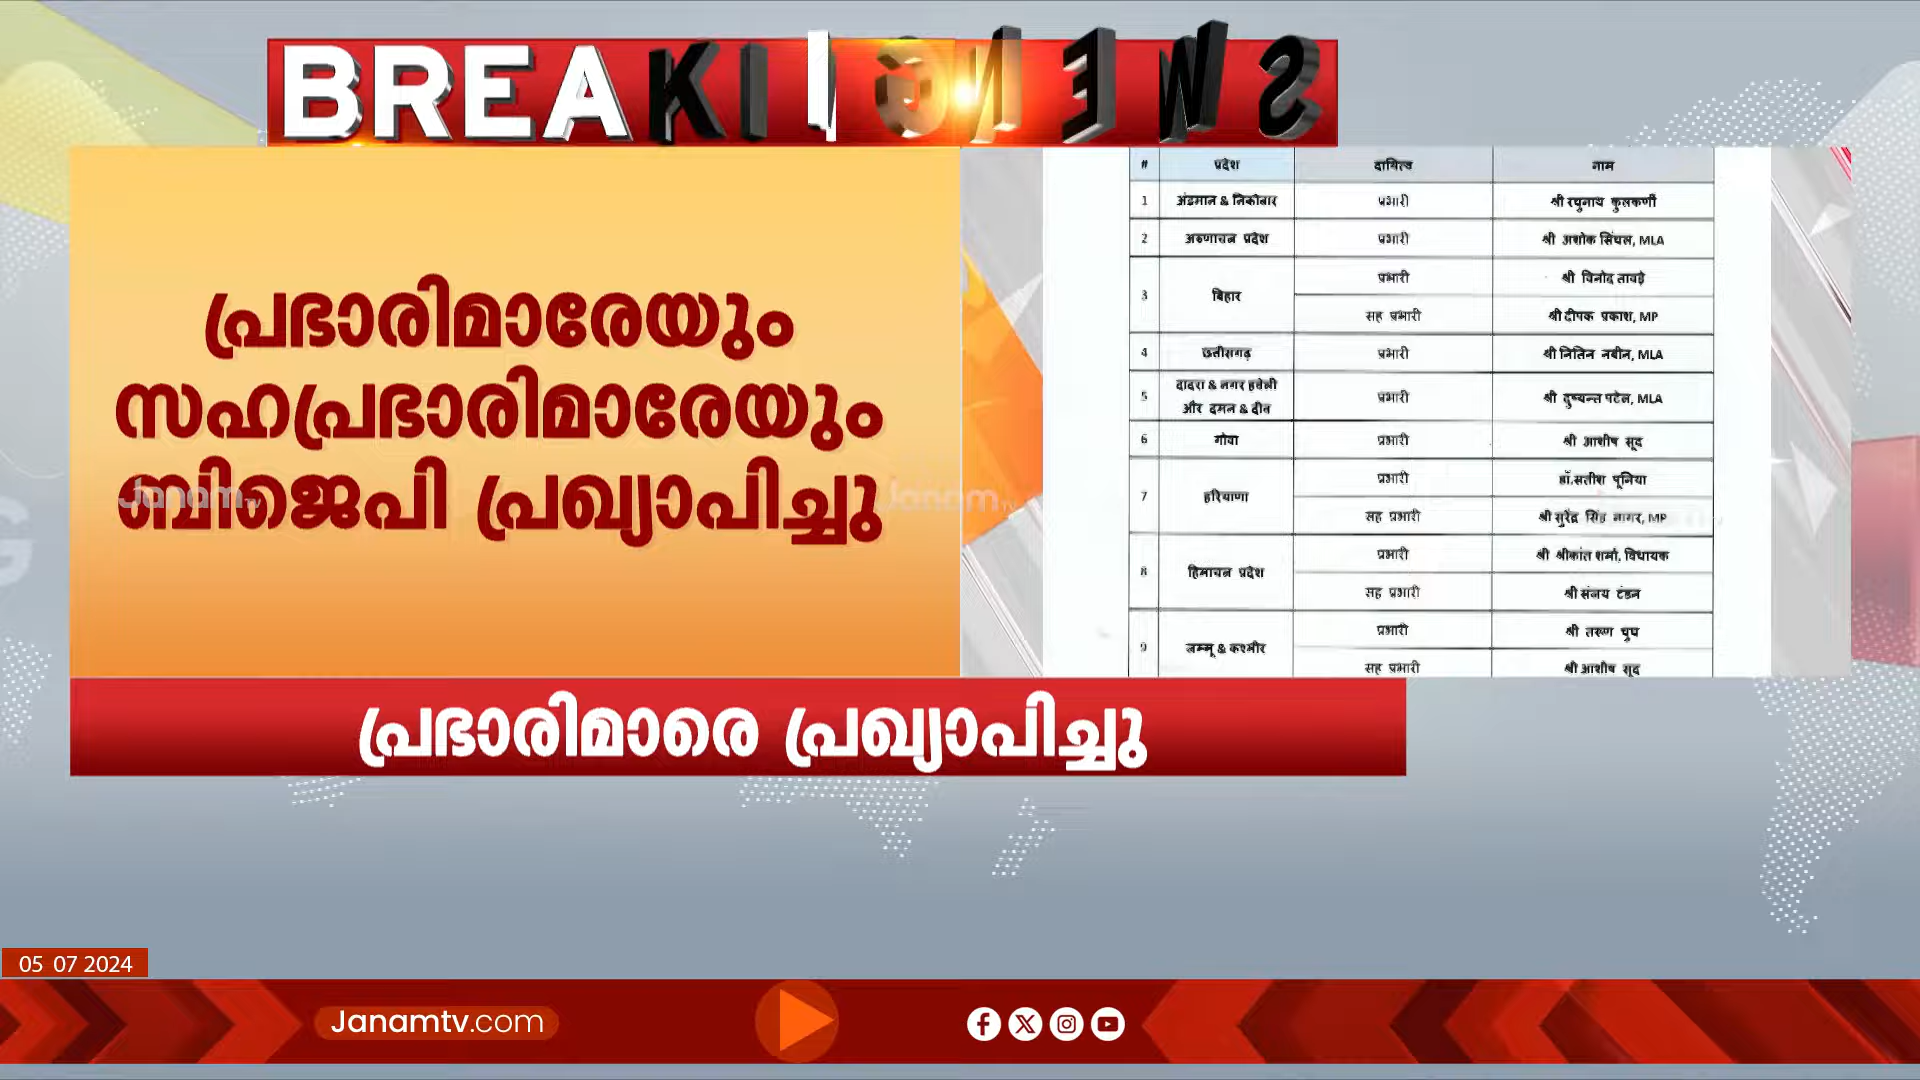 BREAKING NEWS
പ്രഭാരിമാരേയും
സഹപ്രഭാരിമാരേയും
ബിജെപി പ്രഖ്യാപിച്ചു
Janam TV
Janam TV
# प्रदेश दायित्व नाम
1 अंडमान & निकोबार प्रभारी श्री रघुनाथ कुलकर्णी
2 अरुणाचल प्रदेश प्रभारी श्री अशोक सिंघल, MLA
3 बिहार प्रभारी श्री विनोद तावड़े
सह प्रभारी श्री दीपक प्रकाश, MP
4 छत्तीसगढ़ प्रभारी श्री नितिन नबीन, MLA
5 दादरा & नगर हवेली और दमन & दीव प्रभारी श्री दुष्यन्त पटेल, MLA
6 गोवा प्रभारी श्री आशीष सूद
7 हरियाणा प्रभारी डॉ.सतीश पूनिया
सह प्रभारी श्री सुरेंद्र सिंह नागर, MP
8 हिमाचल प्रदेश प्रभारी श्री श्रीकांत शर्मा, विधायक
सह प्रभारी श्री संजय टंडन
9 जम्मू & कश्मीर प्रभारी श्री तरुण चुघ
सह प्रभारी श्री आशीष सूद
പ്രഭാരിമാരെ പ്രഖ്യാപിച്ചു
05 07 2024
Janamtv.com